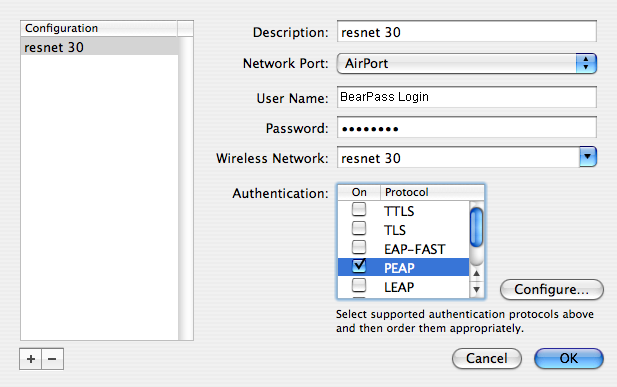 Configuration
resnet 30
Description: resnet 30
Network Port: AirPort
User Name: BearPass Login
Password: ••••••••
Wireless Network: resnet 30
Authentication:
On Protocol
TTLS
TLS
EAP-FAST
PEAP
LEAP
Configure...
Select supported authentication protocols above
and then order them appropriately.
+ −
Cancel OK